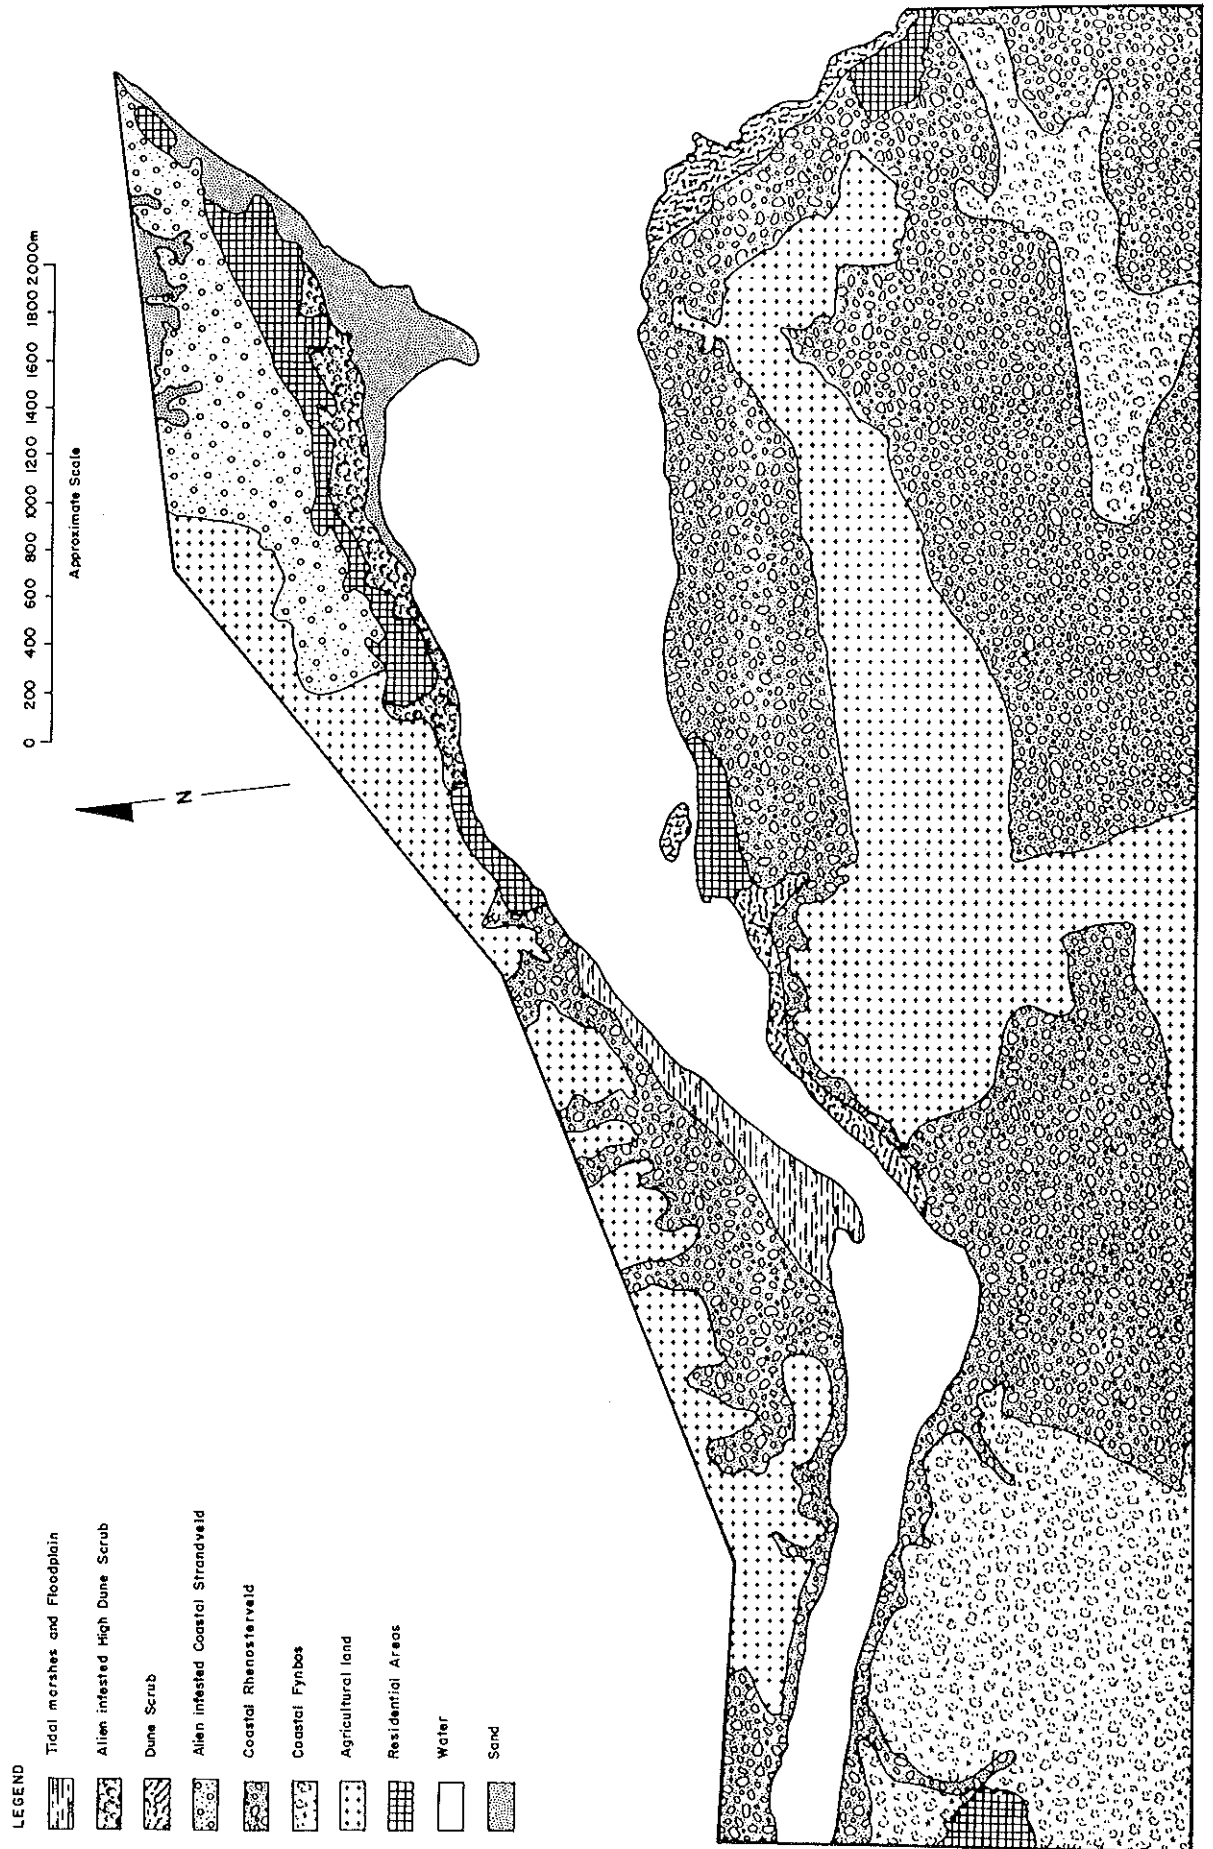 LEGEND
Tidal marshes and Floodplain
Alien infested High Dune Scrub
Dune Scrub
Alien infested Coastal Strandveld
Coastal Rhenosterveld
Coastal Fynbos
Agricultural land
Residential Areas
Water
Sand
N
0 200 400 600 800 1000 1200 1400 1600 1800 2000m
Approximate Scale